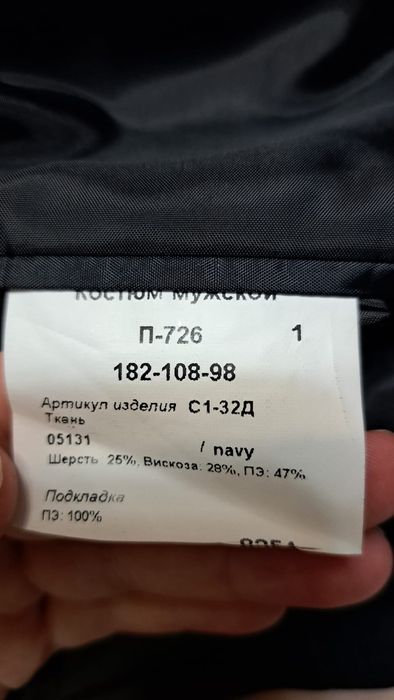 Костюм мужской
П-726 1
182-108-98
Артикул изделия С1-32Д
Ткань
05131 / navy
Шерсть 25%, Вискоза: 28%, ПЭ: 47%
Подкладка
ПЭ: 100%